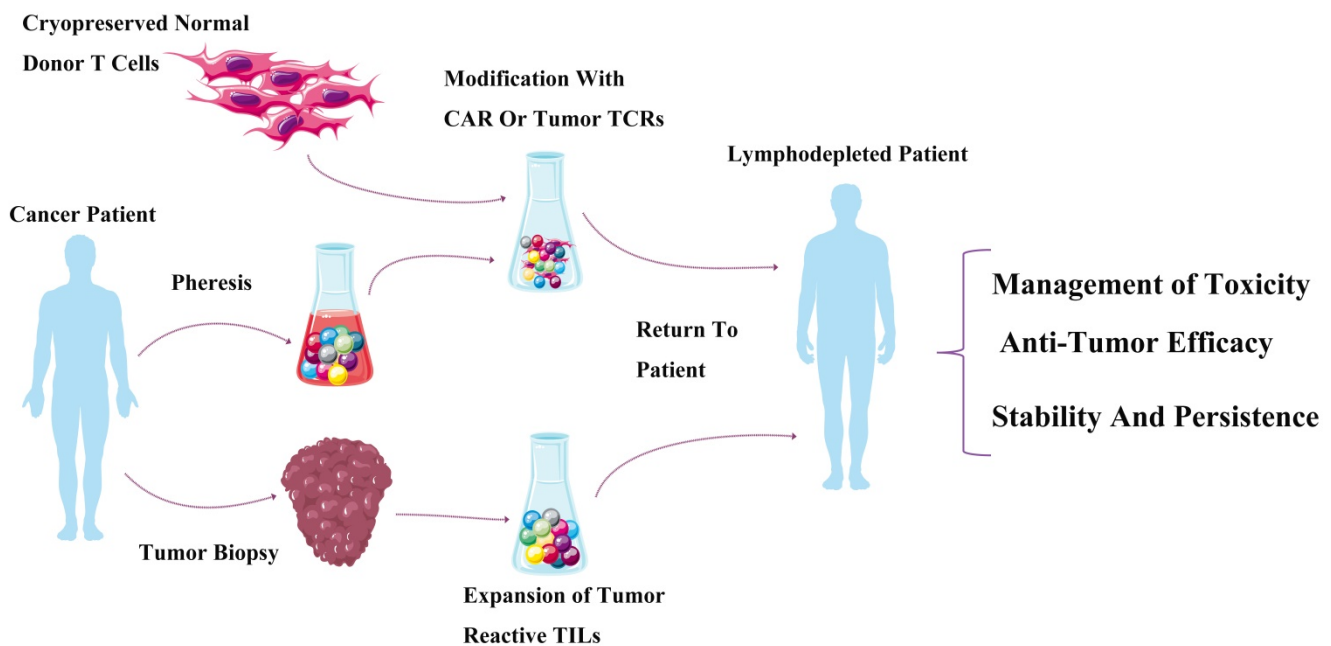 Cryopreserved Normal
Donor T Cells
Modification With
CAR Or Tumor TCRs
Lymphodepleted Patient
Cancer Patient
Pheresis
Return To
Patient
Management of Toxicity
Anti-Tumor Efficacy
Stability And Persistence
Tumor Biopsy
Expansion of Tumor
Reactive TILs